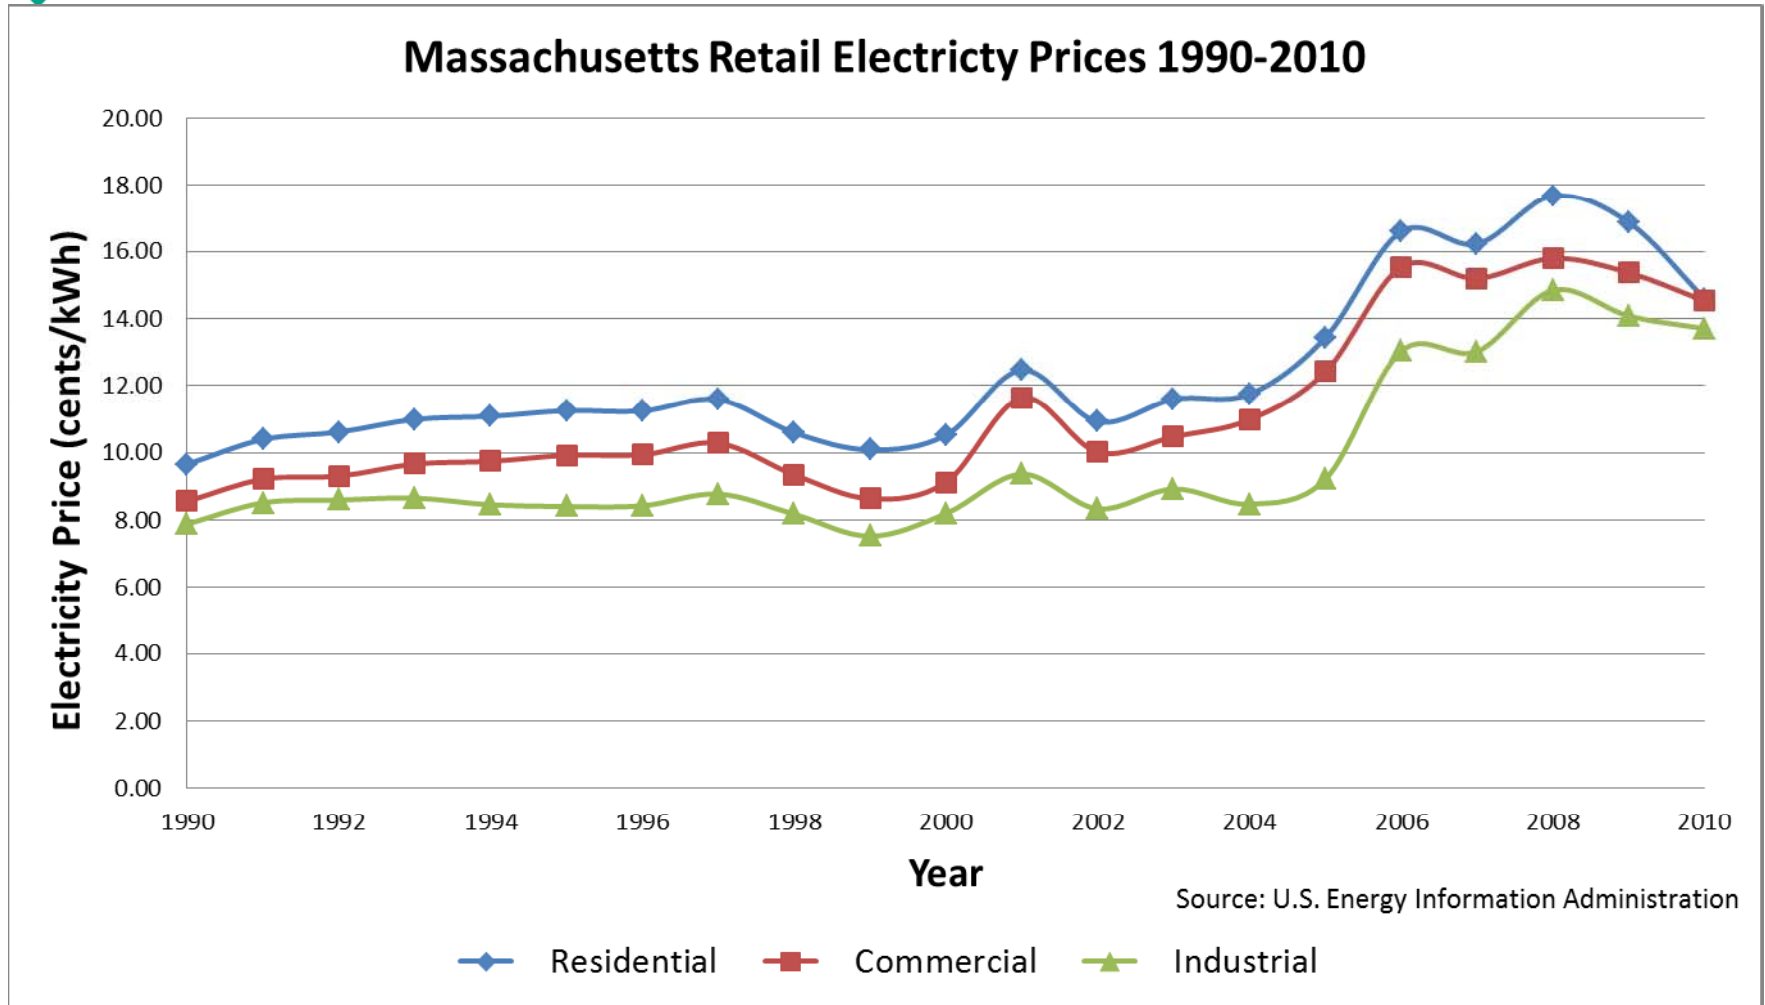 Massachusetts Retail Electricty Prices 1990-2010
20.00
18.00
16.00
14.00
12.00
10.00
8.00
6.00
4.00
2.00
0.00
Electricity Price (cents/kWh)
1990 1992 1994 1996 1998 2000 2002 2004 2006 2008 2010
Year
Source: U.S. Energy Information Administration
Residential Commercial Industrial